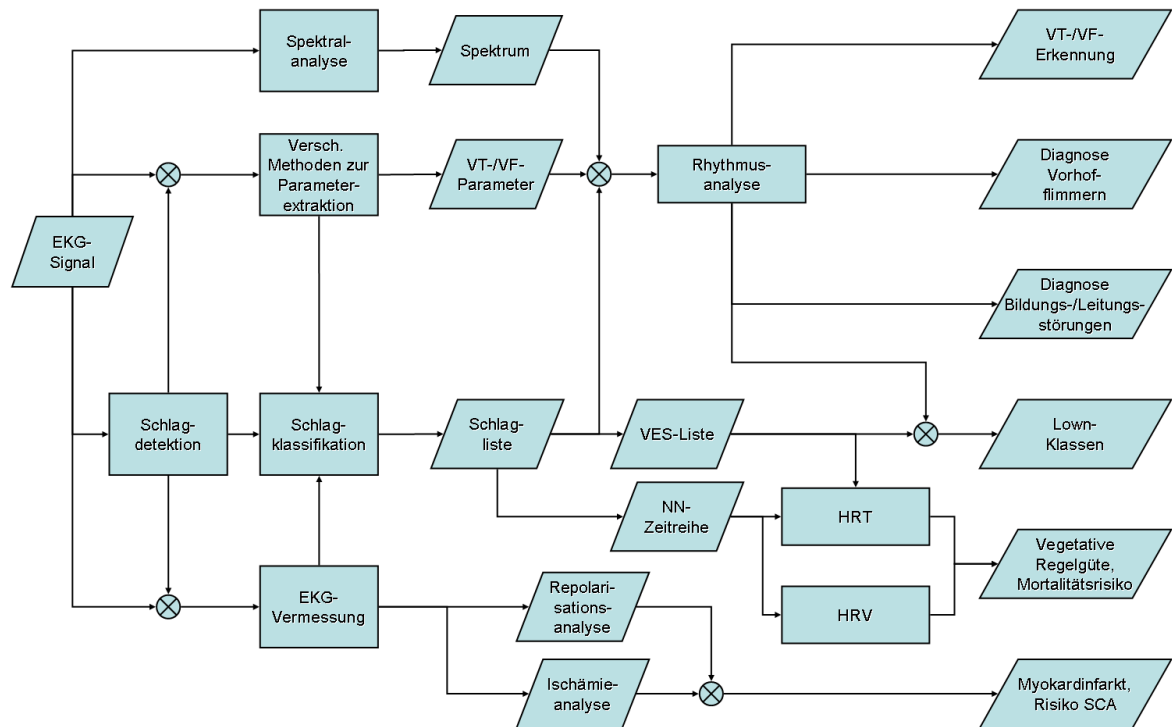 Spektral-
analyse
Spektrum
VT-/VF-
Erkennung
Versch.
Methoden zur
Parameter-
extraktion
VT-/VF-
Parameter
Rhythmus-
analyse
Diagnose
Vorhof-
flimmern
EKG-
Signal
Diagnose
Bildungs-/Leitungs-
störungen
Schlag-
detektion
Schlag-
klassifikation
Schlag-
liste
VES-Liste
Lown-
Klassen
NN-
Zeitreihe
HRT
Vegetative
Regelgüte,
Mortalitätsrisiko
EKG-
Vermessung
Repolari-
sations-
analyse
HRV
Ischämie-
analyse
Myokardinfarkt,
Risiko SCA